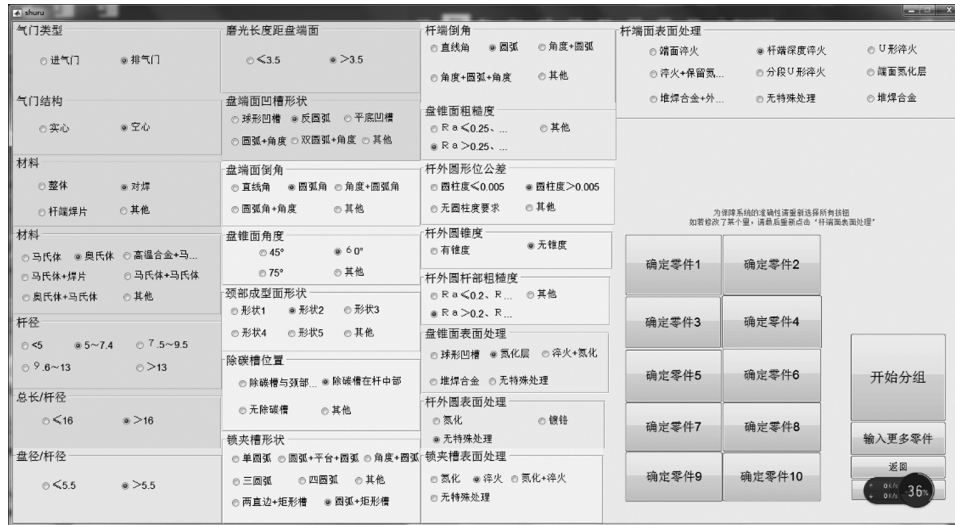 shuru
气门类型
进气门 排气门
气门结构
实心 空心
材料
整体 对焊
杆端焊片 其他
材料
马氏体 奥氏体 高温合金+马...
马氏体+焊片 马氏体+马氏体
奥氏体+马氏体 其他
杆径
<5 5~7.4 7.5~9.5
9.6~13 >13
总长/杆径
≤16 >16
盘径/杆径
≤5.5 >5.5
磨光长度距盘端面
≤3.5 >3.5
盘端面凹槽形状
球形凹槽 反圆弧 平底凹槽
圆弧+角度 双圆弧+角度 其他
盘端面倒角
直线角 圆弧角 角度+圆弧角
圆弧角+角度 其他
盘锥面角度
45° 60°
75° 其他
颈部成型面形状
形状1 形状2 形状3
形状4 形状5 其他
除碳槽位置
除碳槽与颈部... 除碳槽在杆中部
无除碳槽 其他
锁夹槽形状
单圆弧 圆弧+平台+圆弧 角度+圆弧
三圆弧 四圆弧 其他
两直边+矩形槽 圆弧+矩形槽
杆端倒角
直线角 圆弧 角度+圆弧
角度+圆弧+角度 其他
盘锥面粗糙度
Ra≤0.25、... 其他
Ra>0.25、...
杆外圆形位公差
圆柱度≤0.005 圆柱度>0.005
无圆柱度要求 其他
杆外圆锥度
有锥度 无锥度
杆外圆杆部粗糙度
Ra≤0.2、R... 其他
Ra>0.2、R...
盘锥面表面处理
球形凹槽 氮化层 淬火+氮化
堆焊合金 无特殊处理
杆外圆表面处理
氮化 镀铬
无特殊处理
锁夹槽表面处理
氮化 淬火 氮化+淬火
无特殊处理
杆端面表面处理
端面淬火 杆端深度淬火 U形淬火
淬火+保留氮... 分段U形淬火 端面氮化层
堆焊合金+外... 无特殊处理 堆焊合金
为保障系统的准确性请重新选择所有按钮
如若修改了某个量，请最后重新点击“杆端面表面处理”
确定零件1 确定零件2
确定零件3 确定零件4
确定零件5 确定零件6
确定零件7 确定零件8
确定零件9 确定零件10
开始分组
输入更多零件
返回
0K/s
0K/s
36%